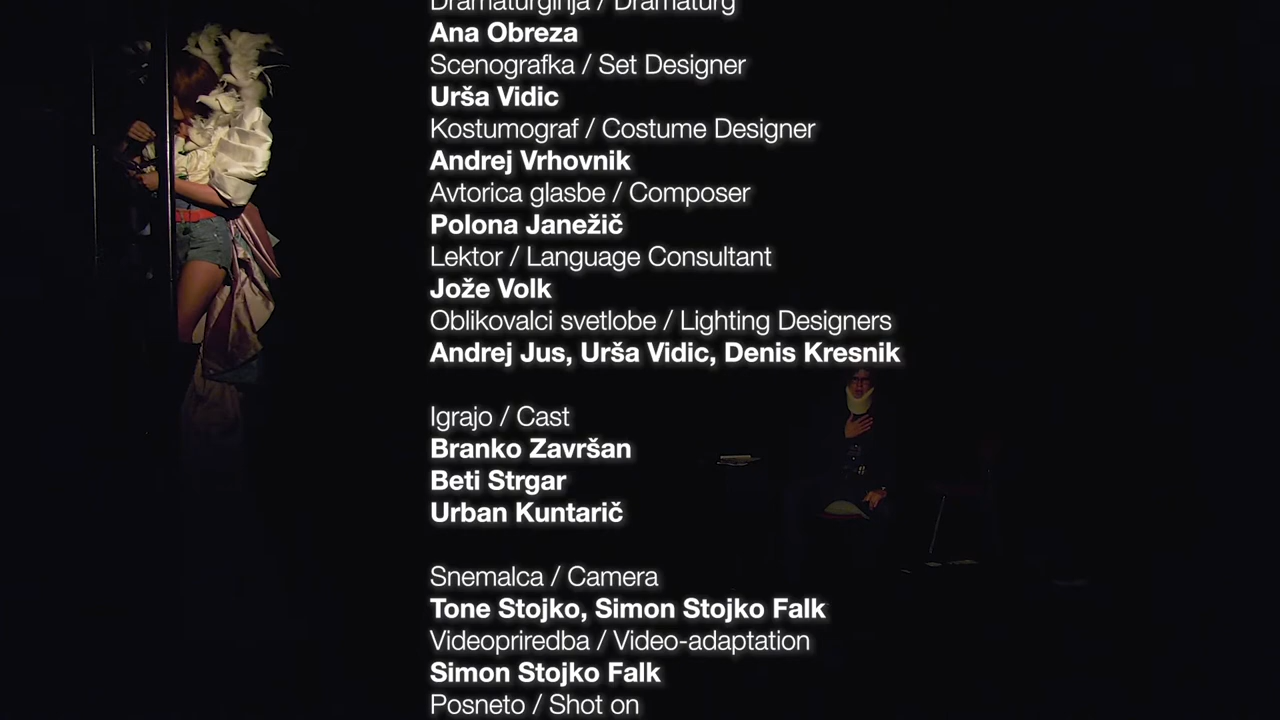 Dramaturginja / Dramaturg
Ana Obreza
Scenografka / Set Designer
Urša Vidic
Kostumograf / Costume Designer
Andrej Vrhovnik
Avtorica glasbe / Composer
Polona Janežič
Lektor / Language Consultant
Jože Volk
Oblikovalci svetlobe / Lighting Designers
Andrej Jus, Urša Vidic, Denis Kresnik
Igrajo / Cast
Branko Završan
Beti Strgar
Urban Kuntarič
Snemalca / Camera
Tone Stojko, Simon Stojko Falk
Videopriredba / Video-adaptation
Simon Stojko Falk
Posneto / Shot on